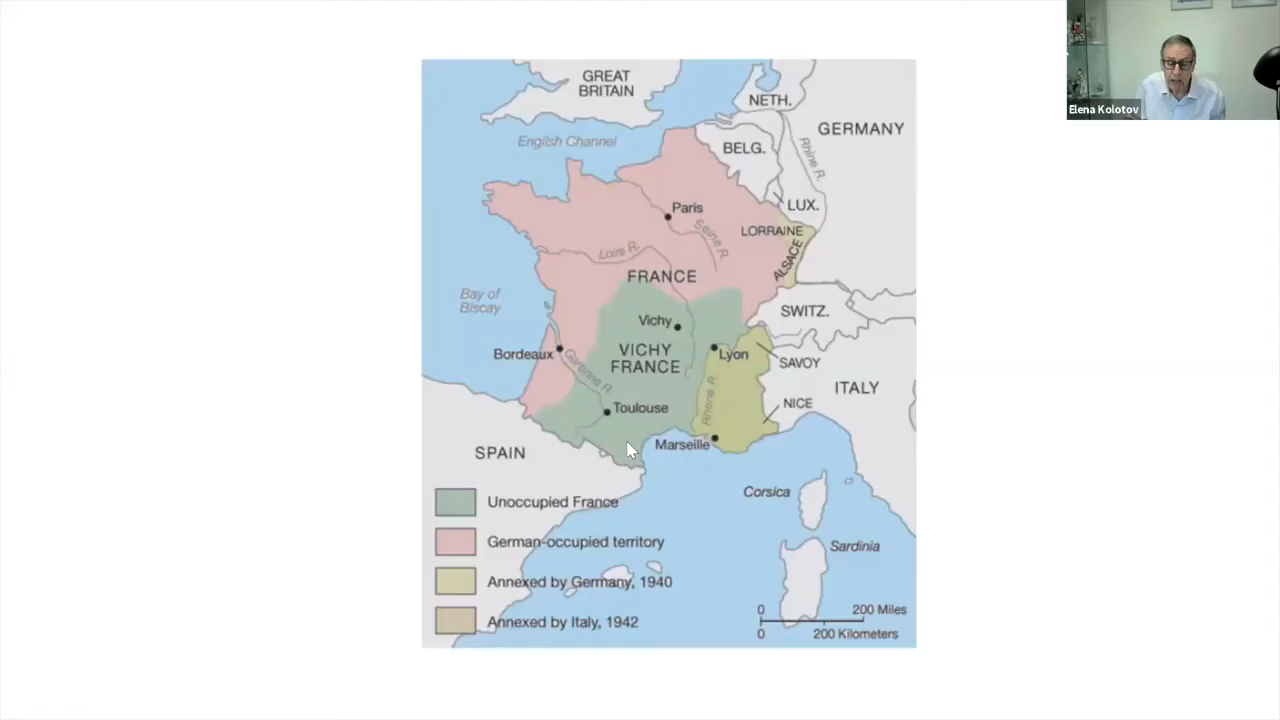 GREAT
BRITAIN
NETH.
GERMANY
English Channel
BELG.
Rhine R.
LUX.
Paris
Seine R.
LORRAINE
ALSACE
Loire R.
FRANCE
Bay of
Biscay
SWITZ.
Vichy
VICHY
FRANCE
Bordeaux
Garonne R.
Lyon
SAVOY
ITALY
Rhone R.
Toulouse
NICE
Marseille
SPAIN
Corsica
Sardinia
Unoccupied France
German-occupied territory
Annexed by Germany, 1940
Annexed by Italy, 1942
0 200 Miles
0 200 Kilometers
Elena Kolotov